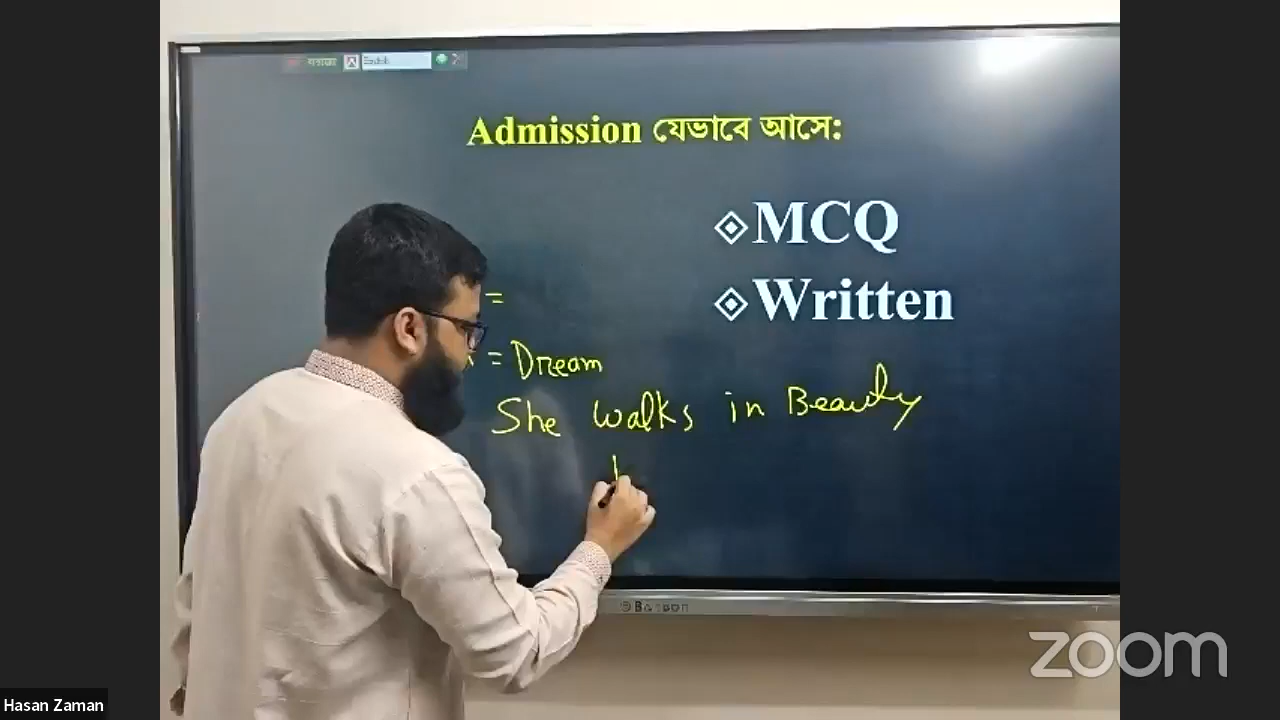 Admission যেভাবে আসে:
MCQ
Written
=
= Dream
She walks in Beauty
zoom
Hasan Zaman